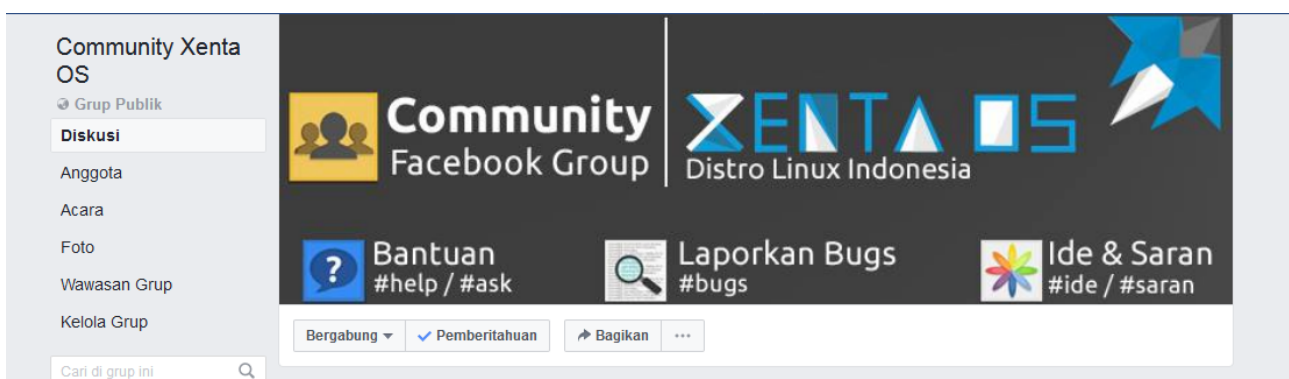 Community Xenta
OS
Grup Publik
Diskusi
Anggota
Acara
Foto
Wawasan Grup
Kelola Grup
Cari di grup ini
Community
Facebook Group
XENTA OS
Distro Linux Indonesia
Bantuan
#help / #ask
Laporkan Bugs
#bugs
Ide & Saran
#ide / #saran
Bergabung
Pemberitahuan
Bagikan